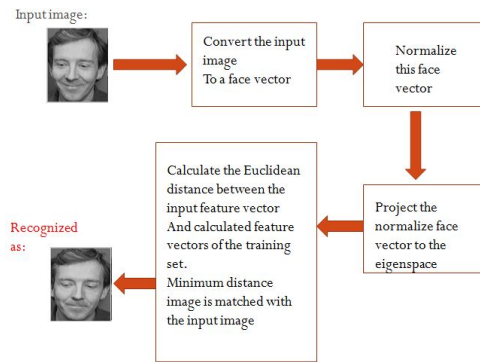 Input image:
Convert the input
image
To a face vector
Normalize
this face
vector
Project the
normalize face
vector to the
eigenspace
Calculate the Euclidean
distance between the
input feature vector
And calculated feature
vectors of the training
set.
Minimum distance
image is matched with
the input image
Recognized
as: